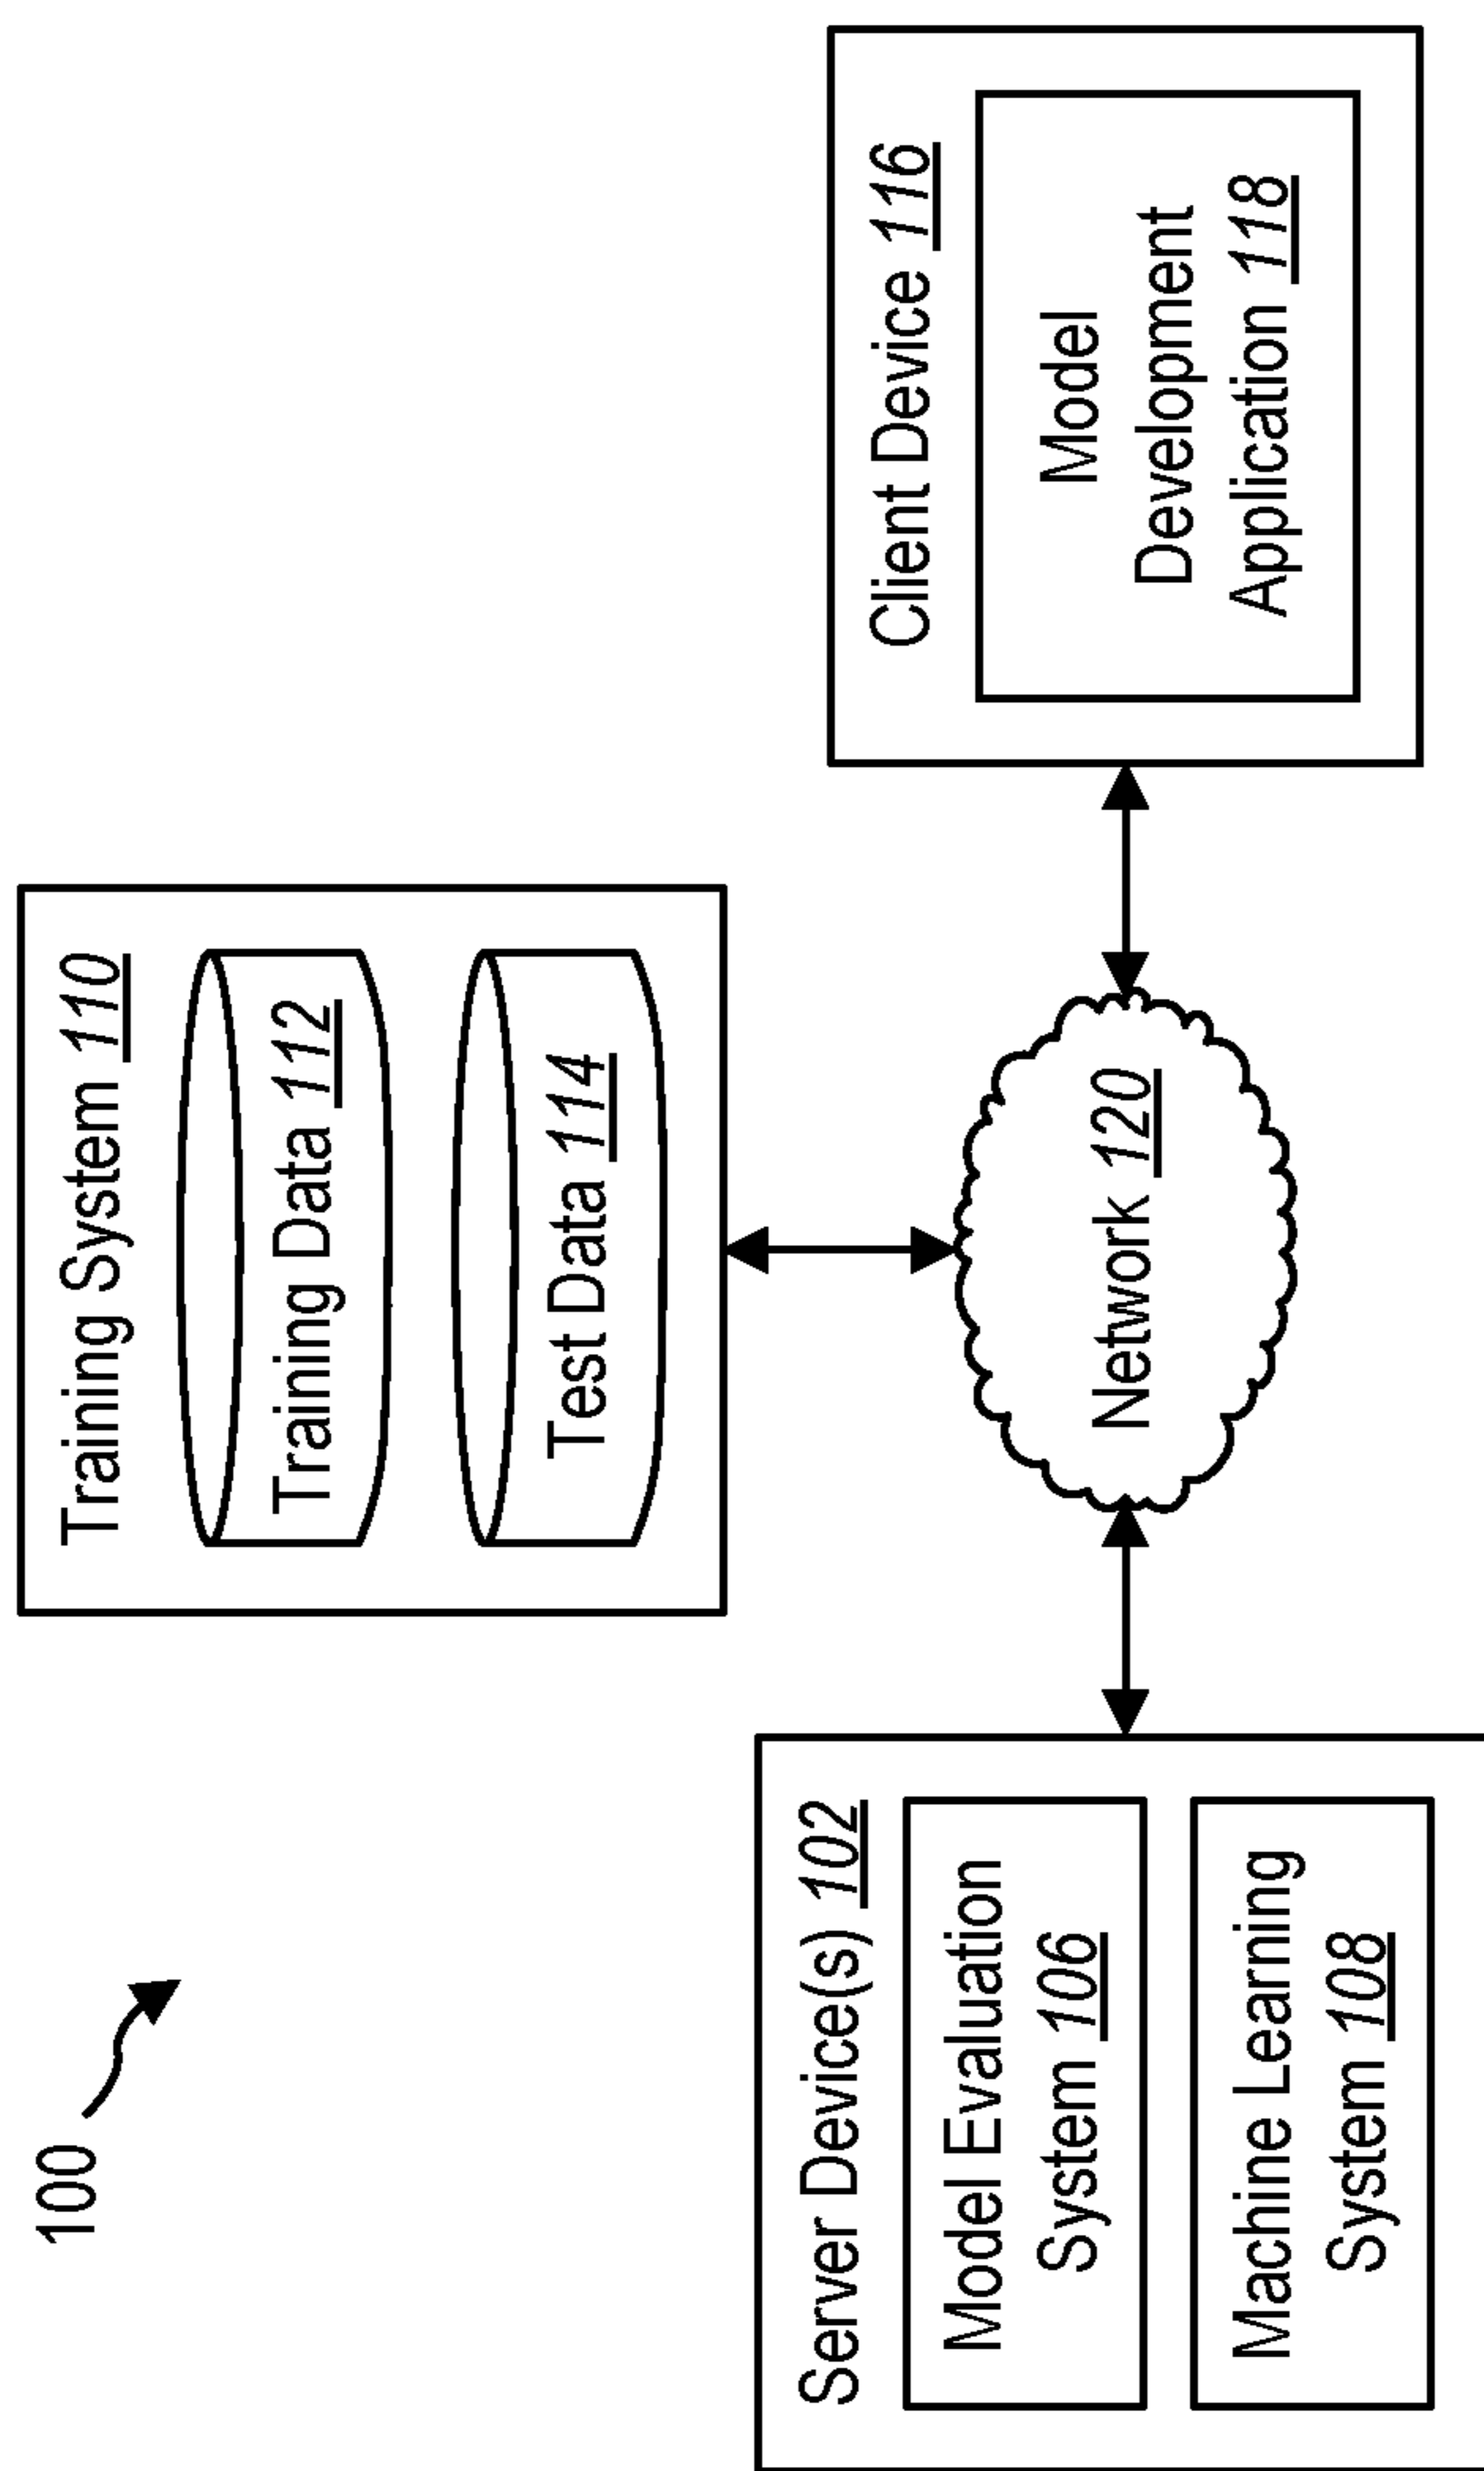 100
Training System 110
Training Data 112
Test Data 114
Server Device(s) 102
Model Evaluation
System 106
Machine Learning
System 108
Network 120
Client Device 116
Model
Development
Application 118